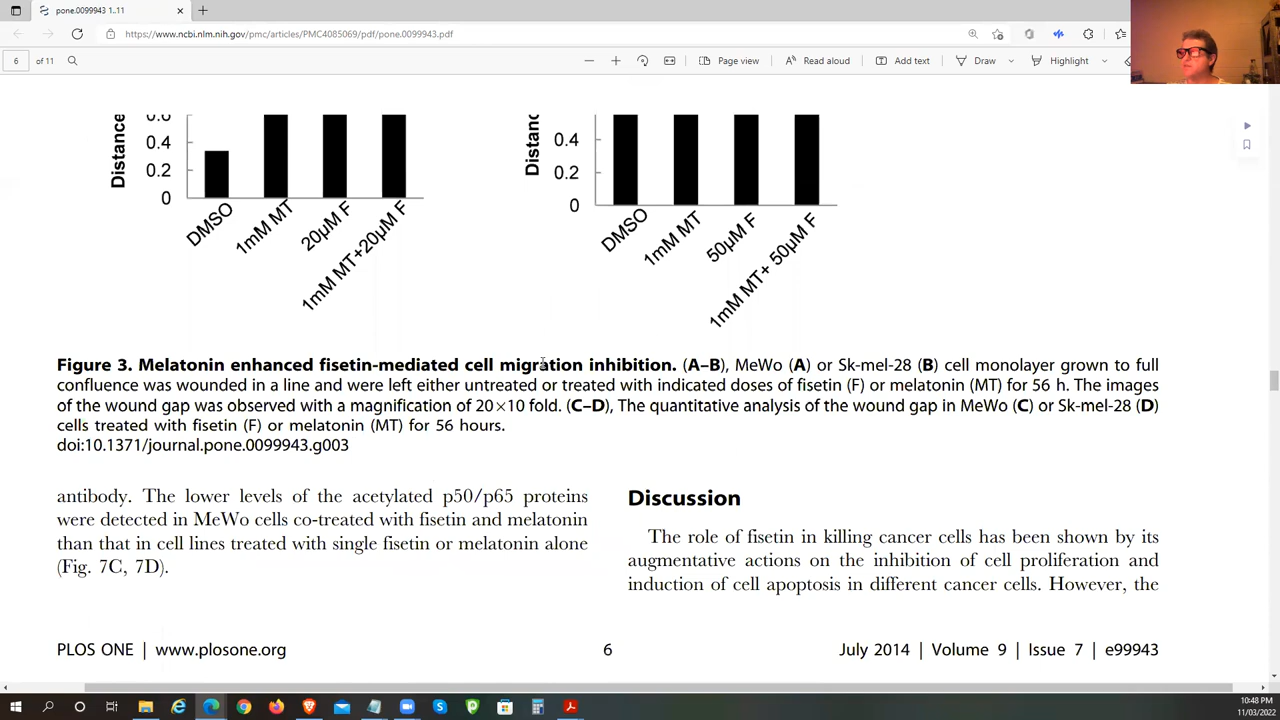 pone.0099943 1..11
https://www.ncbi.nlm.nih.gov/pmc/articles/PMC4085069/pdf/pone.0099943.pdf
6 of 11
Page view
Read aloud
Add text
Draw
Highlight
Distance
0.6
0.4
0.2
0
DMSO
1mM MT
20µM F
1mM MT+20µM F
Distanc
0.4
0.2
0
DMSO
1mM MT
50µM F
1mM MT+ 50µM F
Figure 3. Melatonin enhanced fisetin-mediated cell migration inhibition. (A–B), MeWo (A) or Sk-mel-28 (B) cell monolayer grown to full
confluence was wounded in a line and were left either untreated or treated with indicated doses of fisetin (F) or melatonin (MT) for 56 h. The images
of the wound gap was observed with a magnification of 20×10 fold. (C–D), The quantitative analysis of the wound gap in MeWo (C) or Sk-mel-28 (D)
cells treated with fisetin (F) or melatonin (MT) for 56 hours.
doi:10.1371/journal.pone.0099943.g003
antibody. The lower levels of the acetylated p50/p65 proteins
were detected in MeWo cells co-treated with fisetin and melatonin
than that in cell lines treated with single fisetin or melatonin alone
(Fig. 7C, 7D).
Discussion
The role of fisetin in killing cancer cells has been shown by its
augmentative actions on the inhibition of cell proliferation and
induction of cell apoptosis in different cancer cells. However, the
PLOS ONE | www.plosone.org
6
July 2014 | Volume 9 | Issue 7 | e99943
10:48 PM
11/03/2022